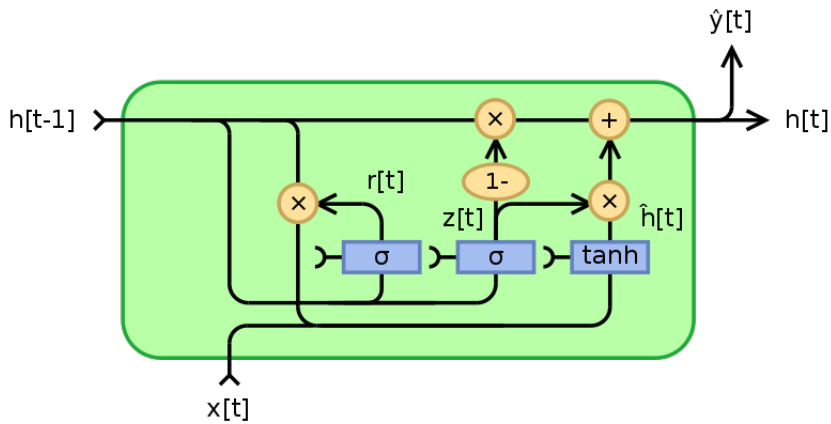 ŷ[t]
h[t-1]
×
+
h[t]
1-
r[t]
×
z[t]
×
ĥ[t]
σ
σ
tanh
x[t]